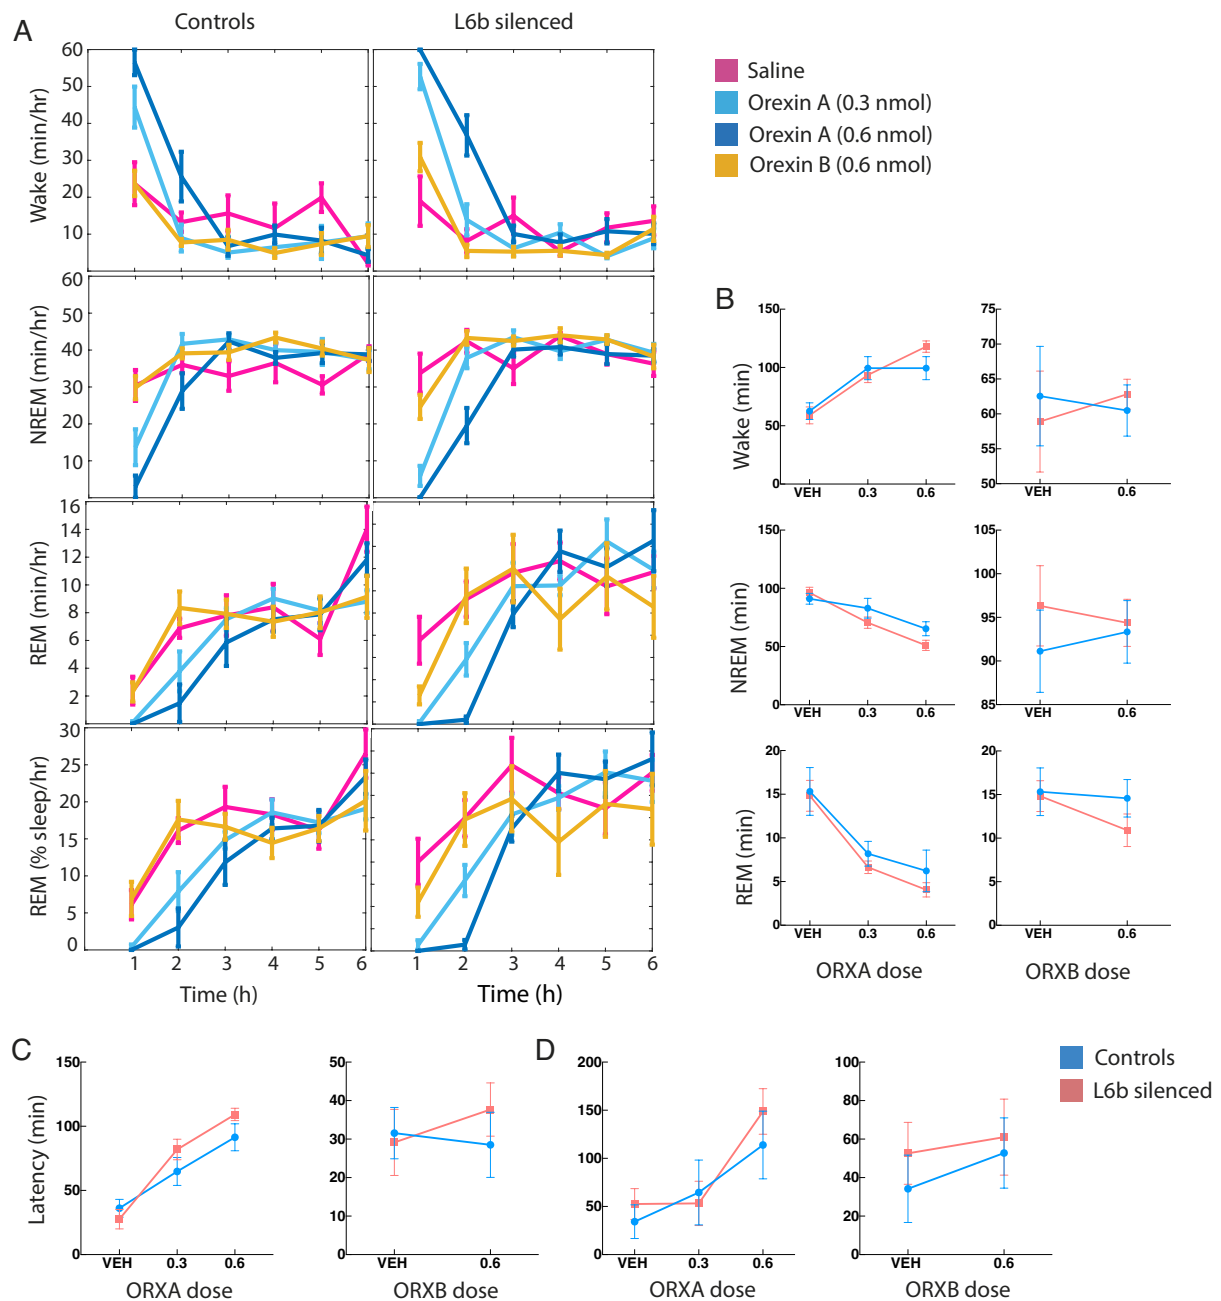 A
Controls
L6b silenced
Saline
Orexin A (0.3 nmol)
Orexin A (0.6 nmol)
Orexin B (0.6 nmol)
Wake (min/hr)
60
50
40
30
20
10
NREM (min/hr)
60
50
40
30
20
10
REM (min/hr)
16
14
12
10
8
6
4
2
REM (% sleep/hr)
30
25
20
15
10
5
0
1 2 3 4 5 6
1 2 3 4 5 6
Time (h)
Time (h)
B
Wake (min)
150
100
50
0
VEH 0.3 0.6
75
70
65
60
55
50
VEH 0.6
NREM (min)
150
100
50
0
VEH 0.3 0.6
105
100
95
90
85
VEH 0.6
REM (min)
20
15
10
5
0
VEH 0.3 0.6
20
15
10
5
0
VEH 0.6
ORXA dose
ORXB dose
C
Latency (min)
150
100
50
0
VEH 0.3 0.6
ORXA dose
50
40
30
20
10
0
VEH 0.6
ORXB dose
D
200
150
100
50
0
VEH 0.3 0.6
ORXA dose
100
80
60
40
20
0
VEH 0.6
ORXB dose
Controls
L6b silenced